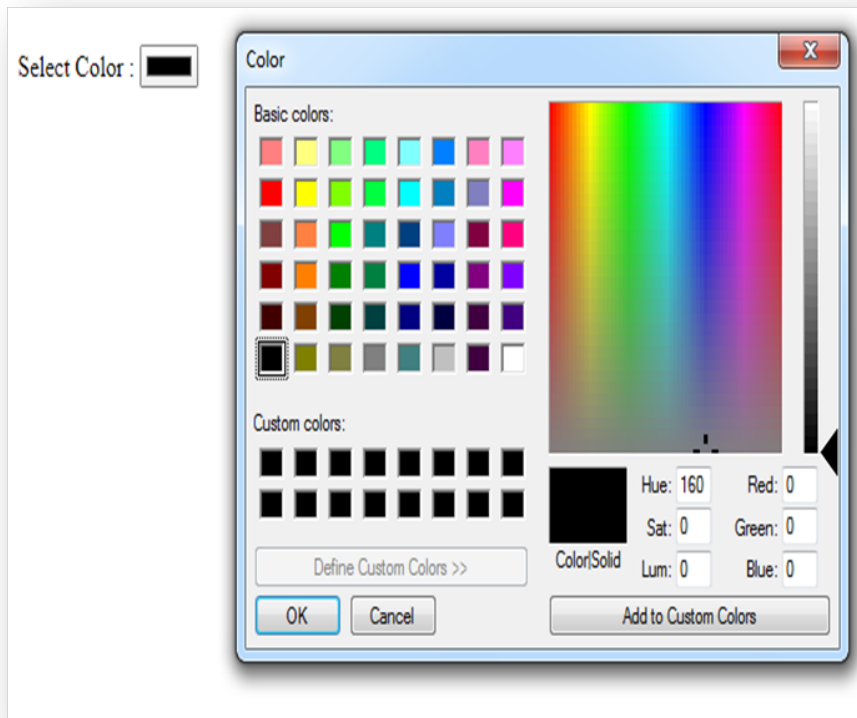 Select Color :
Color
Basic colors:
Custom colors:
Define Custom Colors >>
OK
Cancel
Color|Solid
Hue: 160
Sat: 0
Lum: 0
Red: 0
Green: 0
Blue: 0
Add to Custom Colors